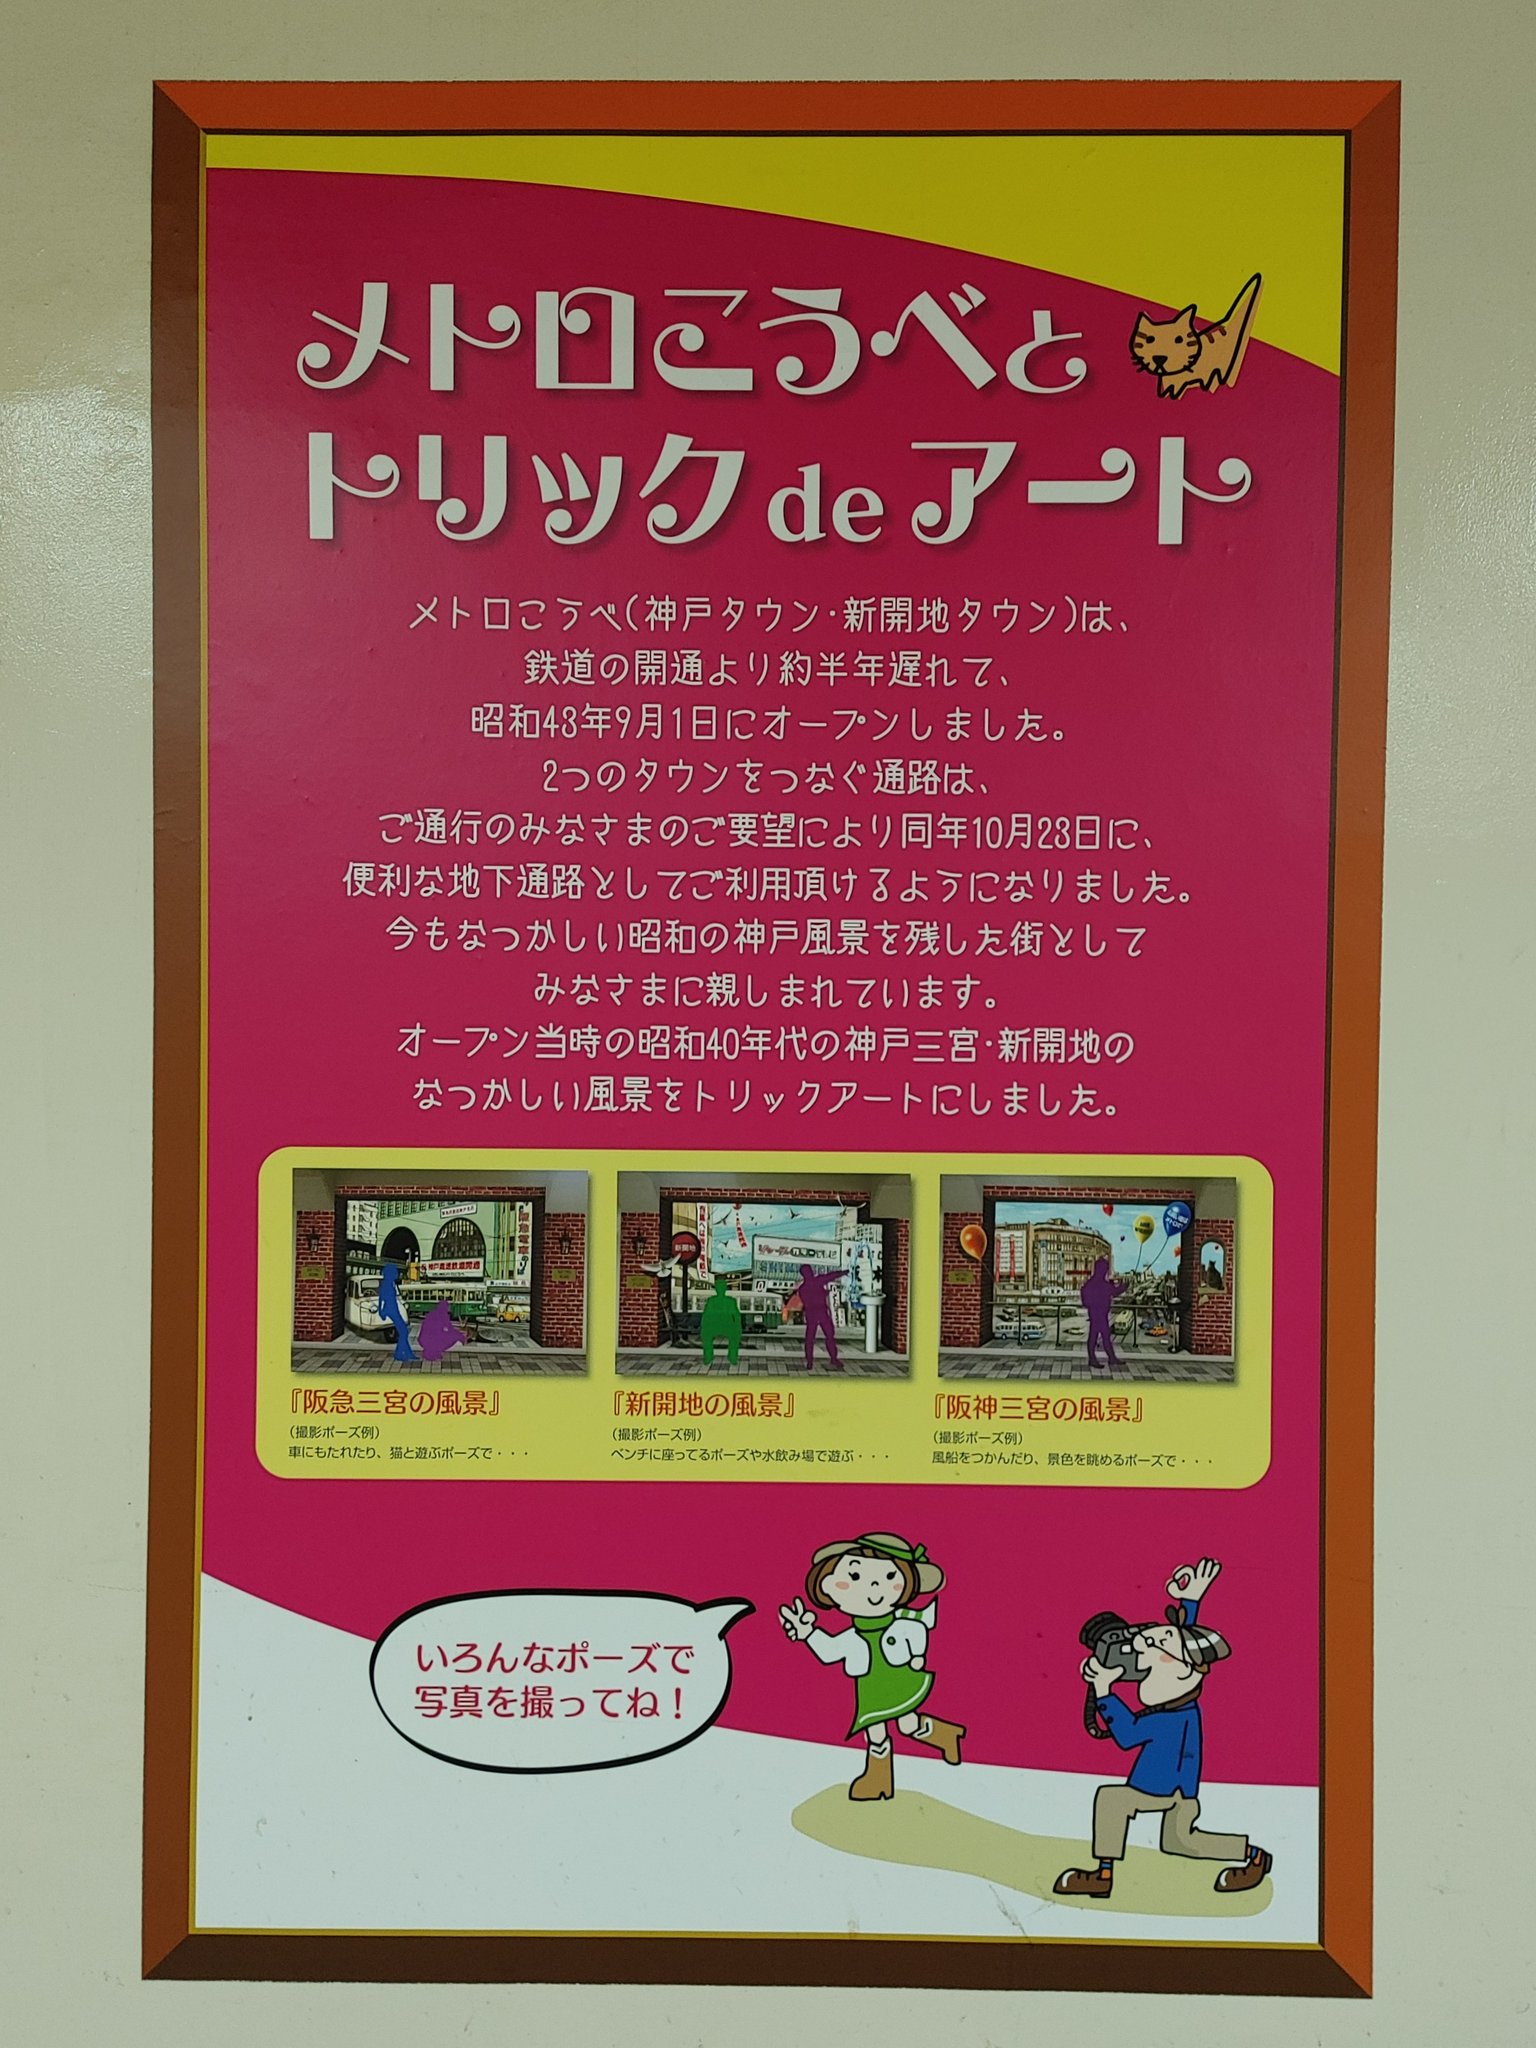 メトロこうべと
トリックdeアート
メトロこうべ(神戸タウン･新開地タウン)は、
鉄道の開通より約半年遅れて、
昭和43年9月1日にオープンしました。
2つのタウンをつなぐ通路は、
ご通行のみなさまのご要望により同年10月23日に、
便利な地下通路としてご利用頂けるようになりました。
今もなつかしい昭和の神戸風景を残した街として
みなさまに親しまれています。
オープン当時の昭和40年代の神戸三宮･新開地の
なつかしい風景をトリックアートにしました。
新開地
『阪急三宮の風景』
(撮影ポーズ例)
車にもたれたり、猫と遊ぶポーズで・・・
『新開地の風景』
(撮影ポーズ例)
ベンチに座ってるポーズや水飲み場で遊ぶ・・・
『阪神三宮の風景』
(撮影ポーズ例)
風船をつかんだり、景色を眺めるポーズで・・・
いろんなポーズで
写真を撮ってね！